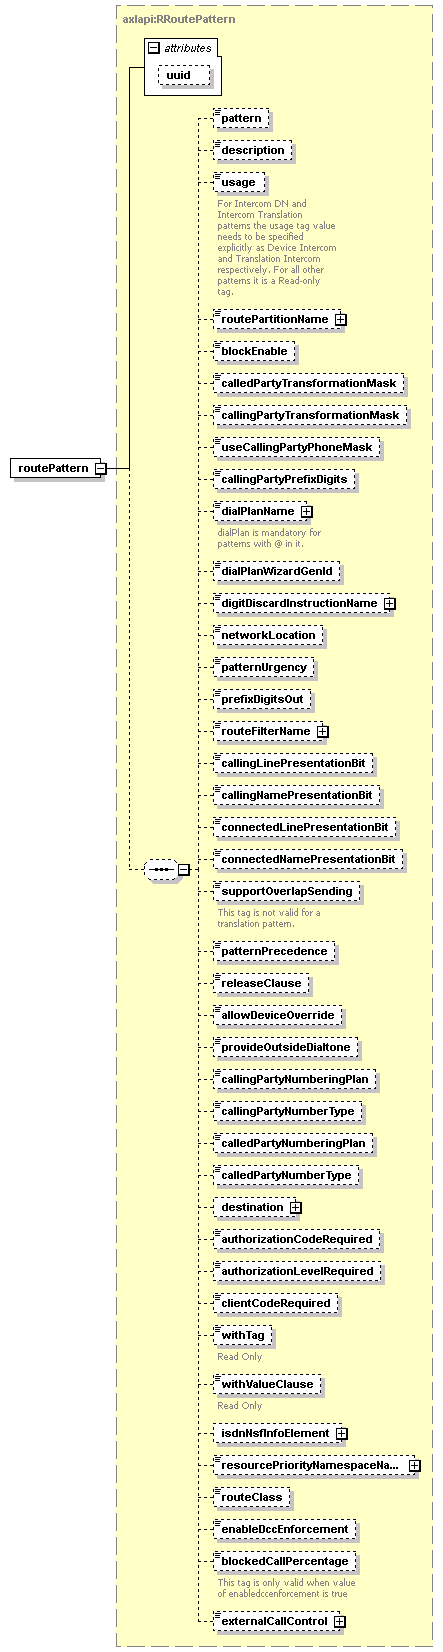 axlapi:RRoutePattern
attributes
uuid
pattern
description
usage
For Intercom DN and
Intercom Translation
patterns the usage tag value
needs to be specified
explicitly as Device Intercom
and Translation Intercom
respectively. For all other
patterns it is a Read-only
tag.
routePartitionName
blockEnable
calledPartyTransformationMask
callingPartyTransformationMask
useCallingPartyPhoneMask
routePattern
callingPartyPrefixDigits
dialPlanName
dialPlan is mandatory for
patterns with @ in it.
dialPlanWizardGenId
digitDiscardInstructionName
networkLocation
patternUrgency
prefixDigitsOut
routeFilterName
callingLinePresentationBit
callingNamePresentationBit
connectedLinePresentationBit
connectedNamePresentationBit
supportOverlapSending
This tag is not valid for a
translation pattern.
patternPrecedence
releaseClause
allowDeviceOverride
provideOutsideDialtone
callingPartyNumberingPlan
callingPartyNumberType
calledPartyNumberingPlan
calledPartyNumberType
destination
authorizationCodeRequired
authorizationLevelRequired
clientCodeRequired
withTag
Read Only
withValueClause
Read Only
isdnNsfInfoElement
resourcePriorityNamespaceNa...
routeClass
enableDccEnforcement
blockedCallPercentage
This tag is only valid when value
of enabledccenforcement is true
externalCallControl